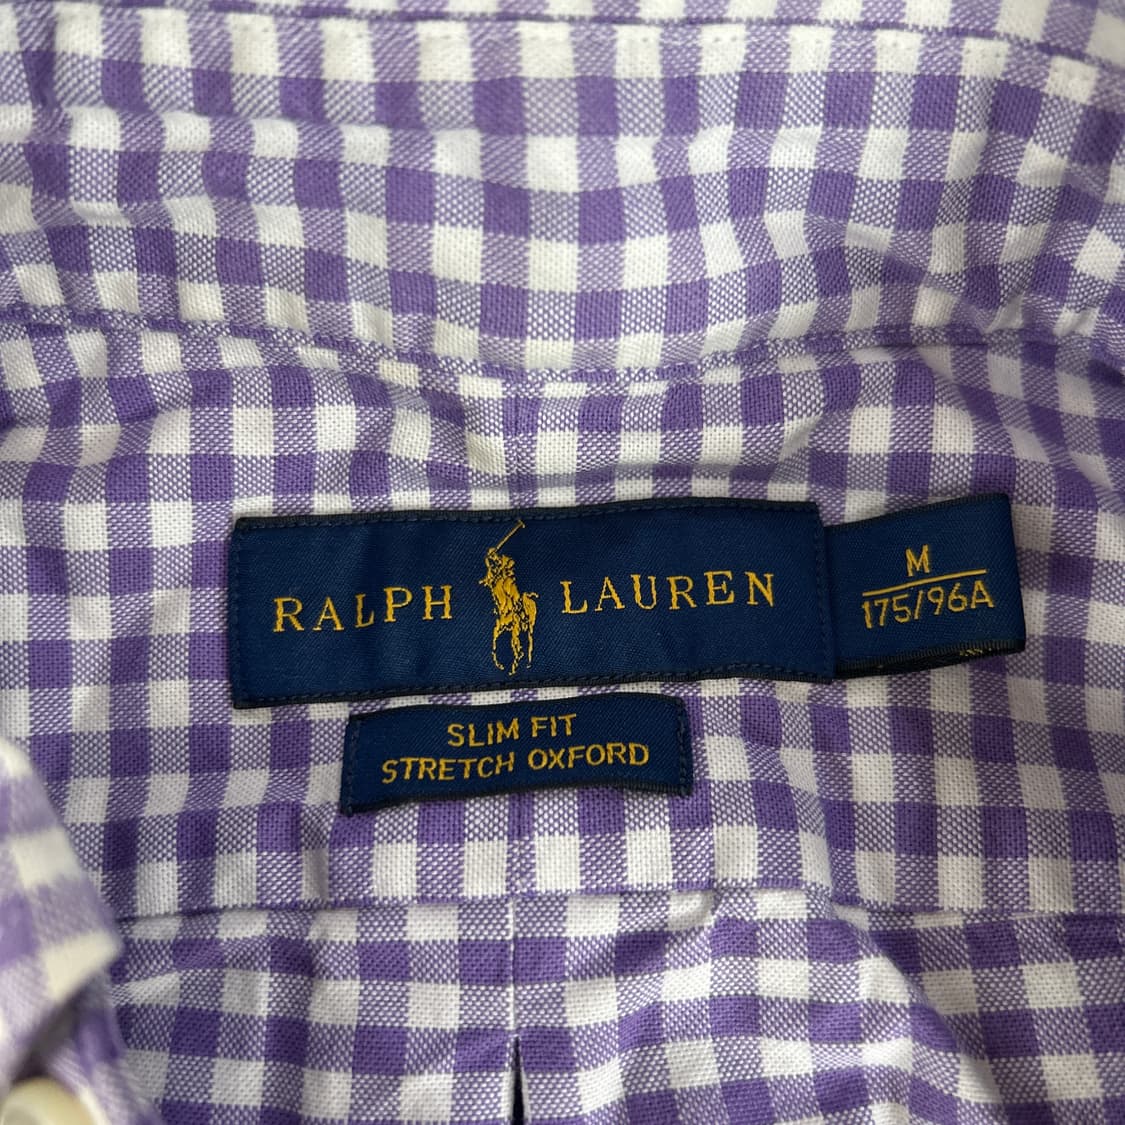 RALPH LAUREN
M
175/96A
SLIM FIT
STRETCH OXFORD